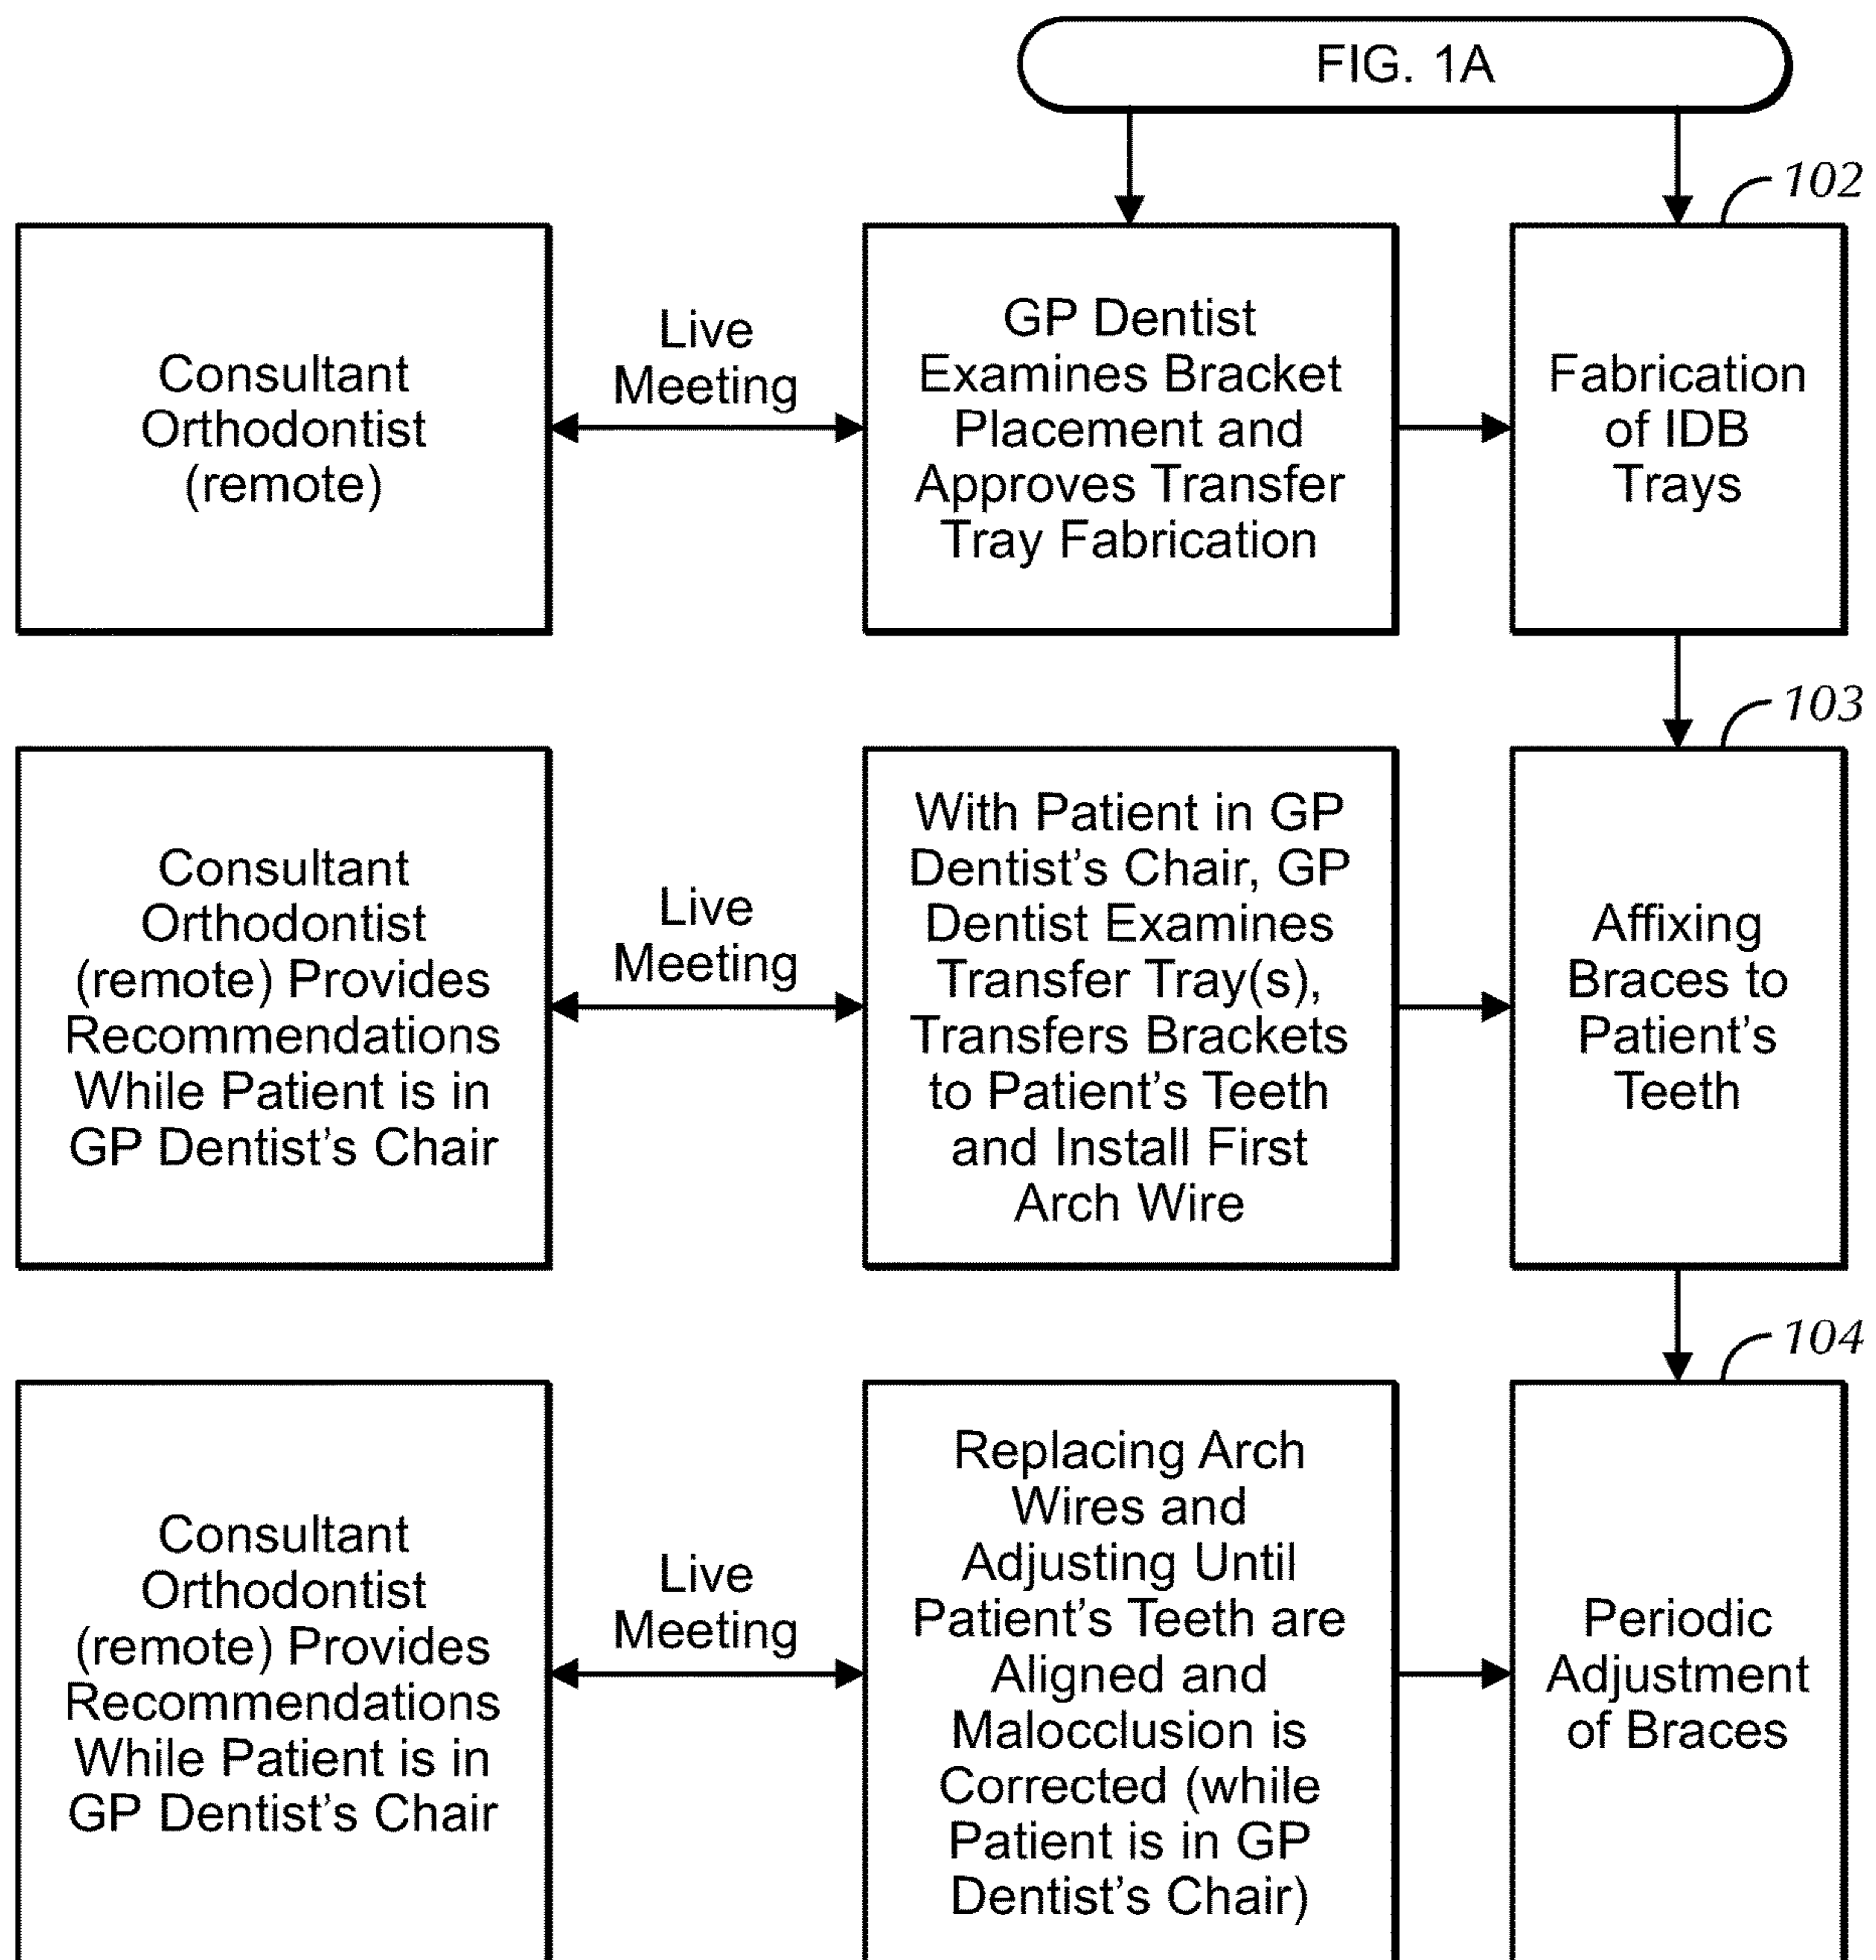 FIG. 1A
102
Consultant
Orthodontist
(remote)
Live
Meeting
GP Dentist
Examines Bracket
Placement and
Approves Transfer
Tray Fabrication
Fabrication
of IDB
Trays
103
Consultant
Orthodontist
(remote) Provides
Recommendations
While Patient is in
GP Dentist's Chair
Live
Meeting
With Patient in GP
Dentist's Chair, GP
Dentist Examines
Transfer Tray(s),
Transfers Brackets
to Patient's Teeth
and Install First
Arch Wire
Affixing
Braces to
Patient's
Teeth
104
Consultant
Orthodontist
(remote) Provides
Recommendations
While Patient is in
GP Dentist's Chair
Live
Meeting
Replacing Arch
Wires and
Adjusting Until
Patient's Teeth are
Aligned and
Malocclusion is
Corrected (while
Patient is in GP
Dentist's Chair)
Periodic
Adjustment
of Braces